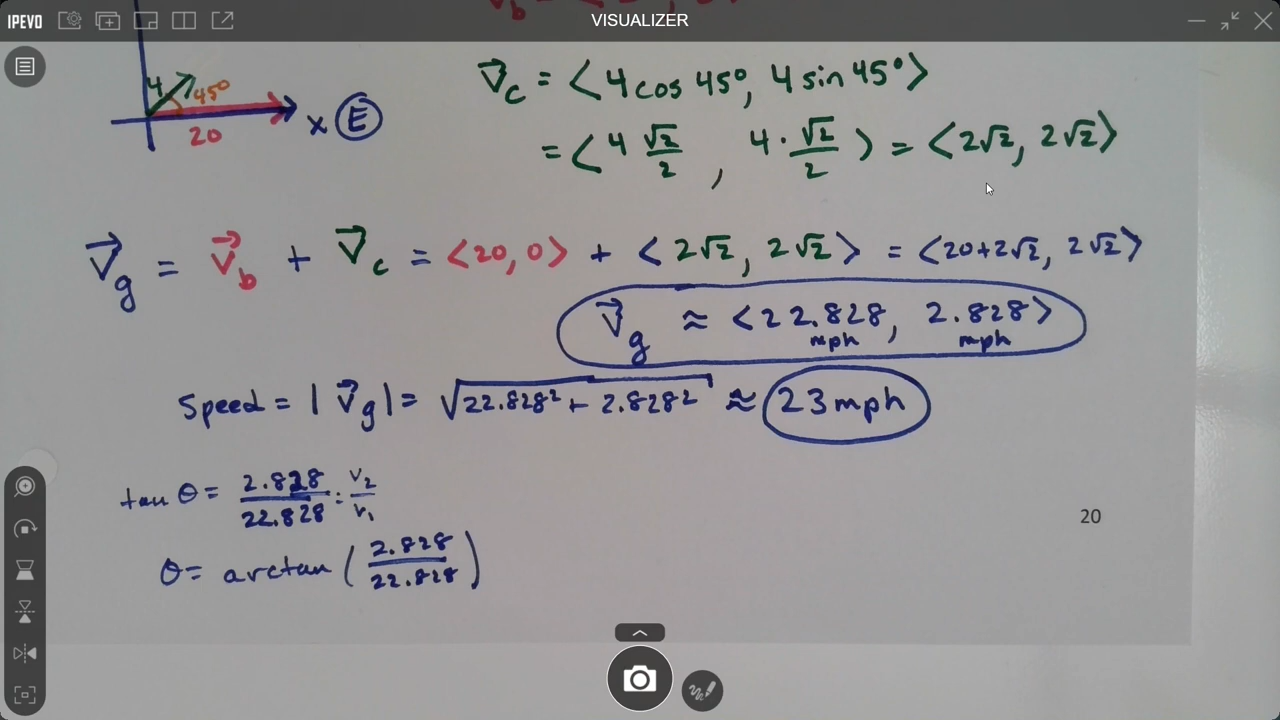 IPEVO
VISUALIZER
4
45°
20
x E
V⃗c = ⟨4 cos 45°, 4 sin 45°⟩
= ⟨4 √2/2, 4 · √2/2⟩ = ⟨2√2, 2√2⟩
V⃗g = V⃗b + V⃗c = ⟨20, 0⟩ + ⟨2√2, 2√2⟩ = ⟨20+2√2, 2√2⟩
V⃗g ≈ ⟨22.828 mph, 2.828 mph⟩
Speed = |V⃗g| = √22.828² + 2.828² ≈ 23 mph
tan θ = 2.828/22.828 = v₂/v₁
θ = arctan (2.828/22.828)
20